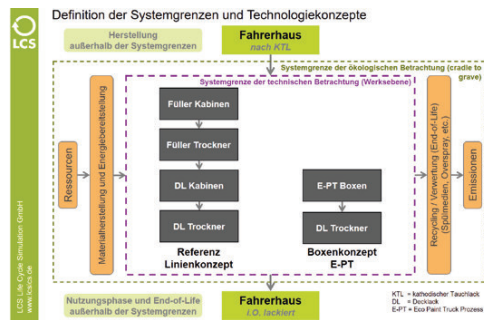 Definition der Systemgrenzen und Technologiekonzepte
LCS
Herstellung
außerhalb der Systemgrenzen
Fahrerhaus
nach KTL
Systemgrenze der ökologischen Betrachtung (cradle to
grave)
Systemgrenze der technischen Betrachtung (Werksebene)
Ressourcen
Materialherstellung und Energiebereitstellung
Füller Kabinen
Füller Trockner
DL Kabinen
DL Trockner
Referenz
Linienkonzept
E-PT Boxen
DL Trockner
Boxenkonzept
E-PT
Recycling / Verwertung (End-of-Life)
(Spülmedien, Overspray, etc.)
Emissionen
Nutzungsphase und End-of-Life
außerhalb der Systemgrenzen
Fahrerhaus
i.O. lackiert
KTL = kathodischer Tauchlack
DL = Decklack
E-PT = Eco Paint Truck Prozess
LCS Life Cycle Simulation GmbH
www.lcslcs.de